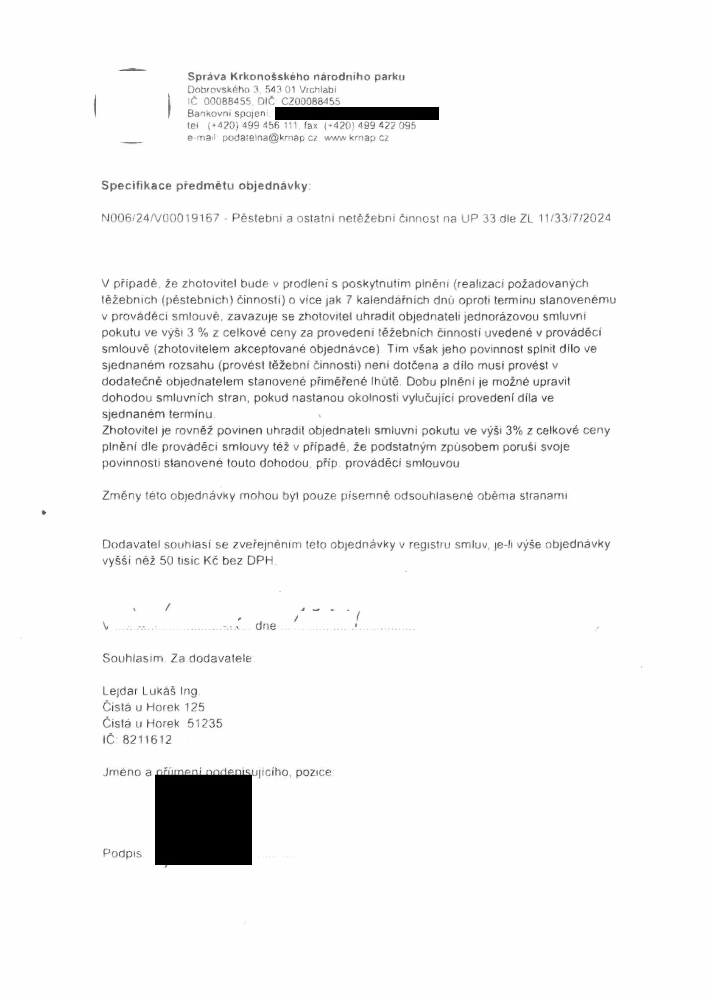 Správa Krkonošského národního parku
Dobrovského 3, 543 01 Vrchlabí
IČ 00088455, DIČ: CZ00088455
Bankovní spojení:
tel (+420) 499 456 111, fax (+420) 499 422 095
e-mail: podatelna@krnap.cz, www.krnap.cz
Specifikace předmětu objednávky:
N006/24/V00019167 - Pěstební a ostatní netěžební činnost na UP 33 dle ZL 11/33/7/2024
V případě, že zhotovitel bude v prodlení s poskytnutím plnění (realizací požadovaných
těžebních (pěstebních) činností) o více jak 7 kalendářních dnů oproti termínu stanovenému
v prováděcí smlouvě, zavazuje se zhotovitel uhradit objednateli jednorázovou smluvní
pokutu ve výši 3 % z celkové ceny za provedení těžebních činností uvedené v prováděcí
smlouvě (zhotovitelem akceptované objednávce). Tím však jeho povinnost splnit dílo ve
sjednaném rozsahu (provést těžební činnosti) není dotčena a dílo musí provést v
dodatečně objednatelem stanovené přiměřené lhůtě. Dobu plnění je možné upravit
dohodou smluvních stran, pokud nastanou okolnosti vylučující provedení díla ve
sjednaném termínu.
Zhotovitel je rovněž povinen uhradit objednateli smluvní pokutu ve výši 3% z celkové ceny
plnění dle prováděcí smlouvy též v případě, že podstatným způsobem poruší svoje
povinnosti stanovené touto dohodou, příp. prováděcí smlouvou
Změny této objednávky mohou být pouze písemně odsouhlasené oběma stranami
Dodavatel souhlasí se zveřejněním této objednávky v registru smluv, je-li výše objednávky
vyšší něž 50 tisíc Kč bez DPH.
V ........ dne ........
Souhlasím. Za dodavatele:
Lejdar Lukáš Ing.
Čistá u Horek 125
Čistá u Horek 51235
IČ: 8211612
Jméno a příjmení podepisujícího, pozice:
Podpis: